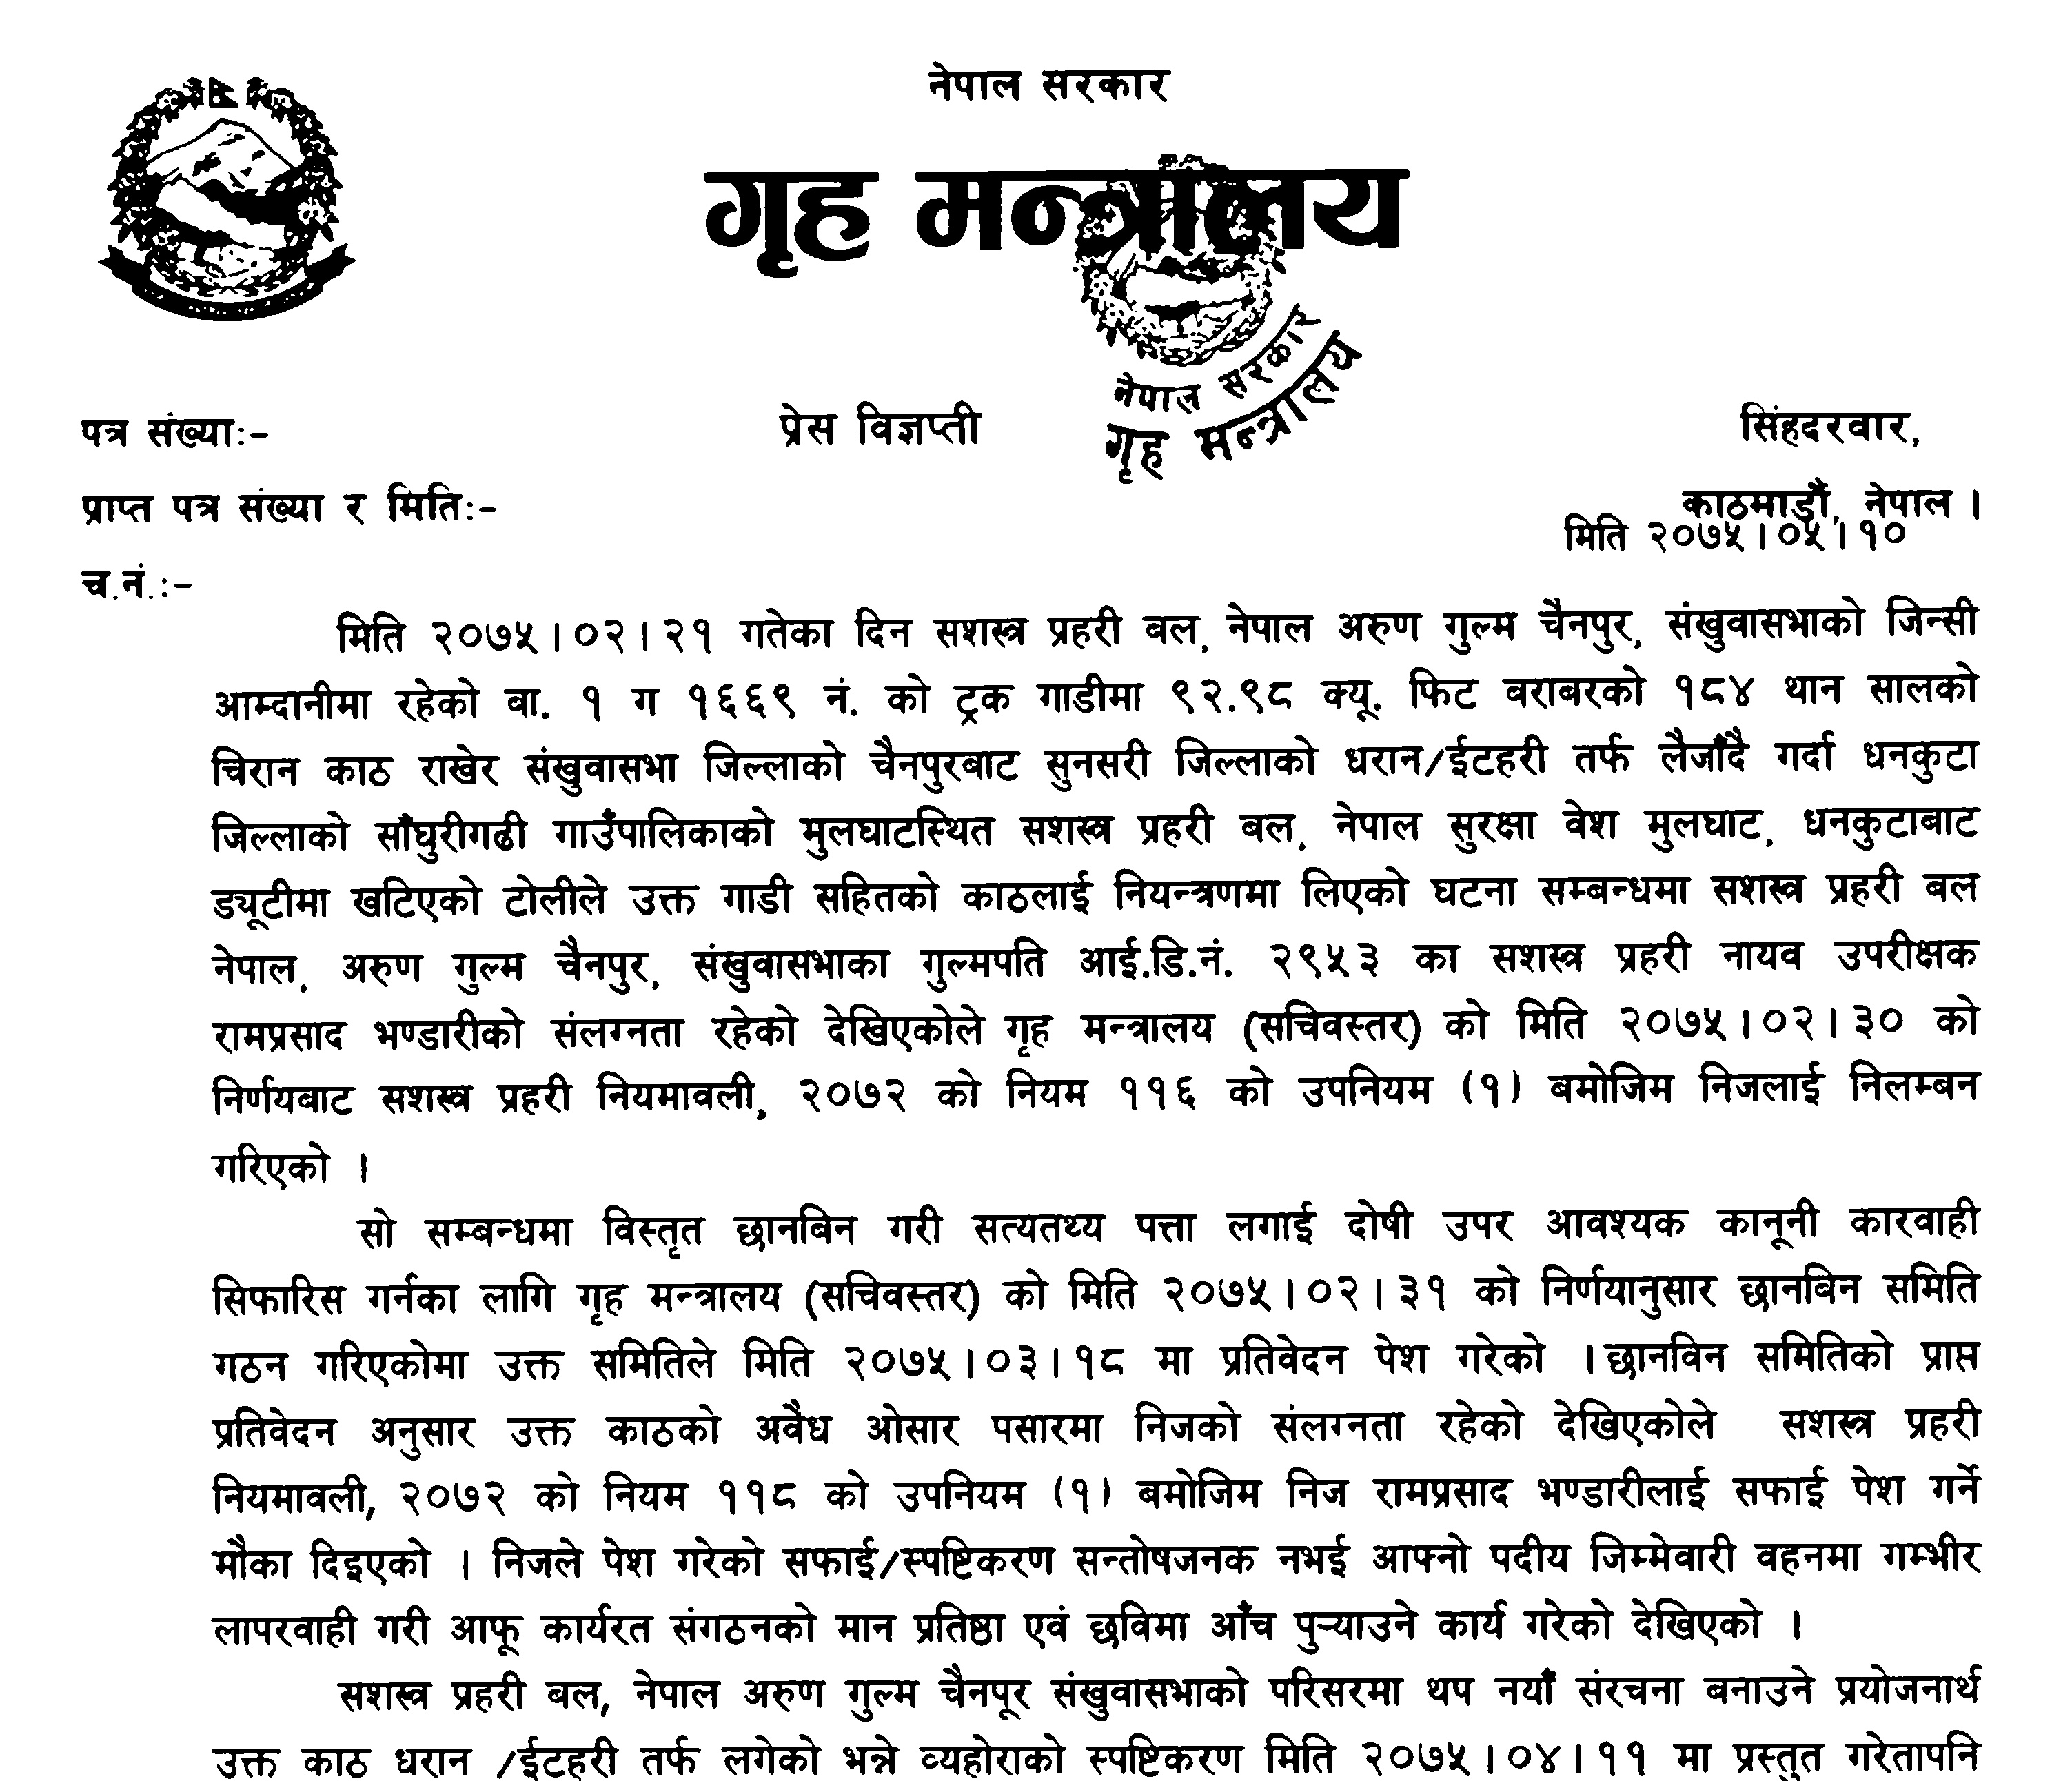 नेपाल सरकार
गृह मन्त्रालय
नेपाल सरकार
गृह मन्त्रालय
पत्र संख्याः-
प्रेस विज्ञप्ती
सिंहदरवार,
प्राप्त पत्र संख्या र मितिः-
काठमाडौं, नेपाल ।
मिति २०७५।०५।१०
च.नं.:-
मिति २०७५।०२।२१ गतेका दिन सशस्त्र प्रहरी बल, नेपाल अरुण गुल्म चैनपुर, संखुवासभाको जिन्सी
आम्दानीमा रहेको बा. १ ग १६६९ नं. को ट्रक गाडीमा ९२.९८ क्यू. फिट बराबरको १८४ थान सालको
चिरान काठ राखेर संखुवासभा जिल्लाको चैनपुरबाट सुनसरी जिल्लाको धरान/ईटहरी तर्फ लैजाँदै गर्दा धनकुटा
जिल्लाको साँघुरीगढी गाउँपालिकाको मुलघाटस्थित सशस्त्र प्रहरी बल, नेपाल सुरक्षा वेश मुलघाट, धनकुटाबाट
ड्यूटीमा खटिएको टोलीले उक्त गाडी सहितको काठलाई नियन्त्रणमा लिएको घटना सम्बन्धमा सशस्त्र प्रहरी बल
नेपाल, अरुण गुल्म चैनपुर, संखुवासभाका गुल्मपति आई.डि.नं. २९५३ का सशस्त्र प्रहरी नायव उपरीक्षक
रामप्रसाद भण्डारीको संलग्नता रहेको देखिएकोले गृह मन्त्रालय (सचिवस्तर) को मिति २०७५।०२।३० को
निर्णयबाट सशस्त्र प्रहरी नियमावली, २०७२ को नियम ११६ को उपनियम (१) बमोजिम निजलाई निलम्बन
गरिएको ।
सो सम्बन्धमा विस्तृत छानबिन गरी सत्यतथ्य पत्ता लगाई दोषी उपर आवश्यक कानूनी कारवाही
सिफारिस गर्नका लागि गृह मन्त्रालय (सचिवस्तर) को मिति २०७५।०२।३१ को निर्णयानुसार छानबिन समिति
गठन गरिएकोमा उक्त समितिले मिति २०७५।०३।१८ मा प्रतिवेदन पेश गरेको ।छानविन समितिको प्राप्त
प्रतिवेदन अनुसार उक्त काठको अवैध ओसार पसारमा निजको संलग्नता रहेको देखिएकोले सशस्त्र प्रहरी
नियमावली, २०७२ को नियम ११८ को उपनियम (१) बमोजिम निज रामप्रसाद भण्डारीलाई सफाई पेश गर्ने
मौका दिइएको । निजले पेश गरेको सफाई/स्पष्टिकरण सन्तोषजनक नभई आफ्नो पदीय जिम्मेवारी वहनमा गम्भीर
लापरवाही गरी आफू कार्यरत संगठनको मान प्रतिष्ठा एवं छविमा आँच पुऱ्याउने कार्य गरेको देखिएको ।
सशस्त्र प्रहरी बल, नेपाल अरुण गुल्म चैनपूर संखुवासभाको परिसरमा थप नयाँ संरचना बनाउने प्रयोजनार्थ
उक्त काठ धरान /ईटहरी तर्फ लगेको भन्ने व्यहोराको स्पष्टिकरण मिति २०७५।०४।११ मा प्रस्तुत गरेतापनि